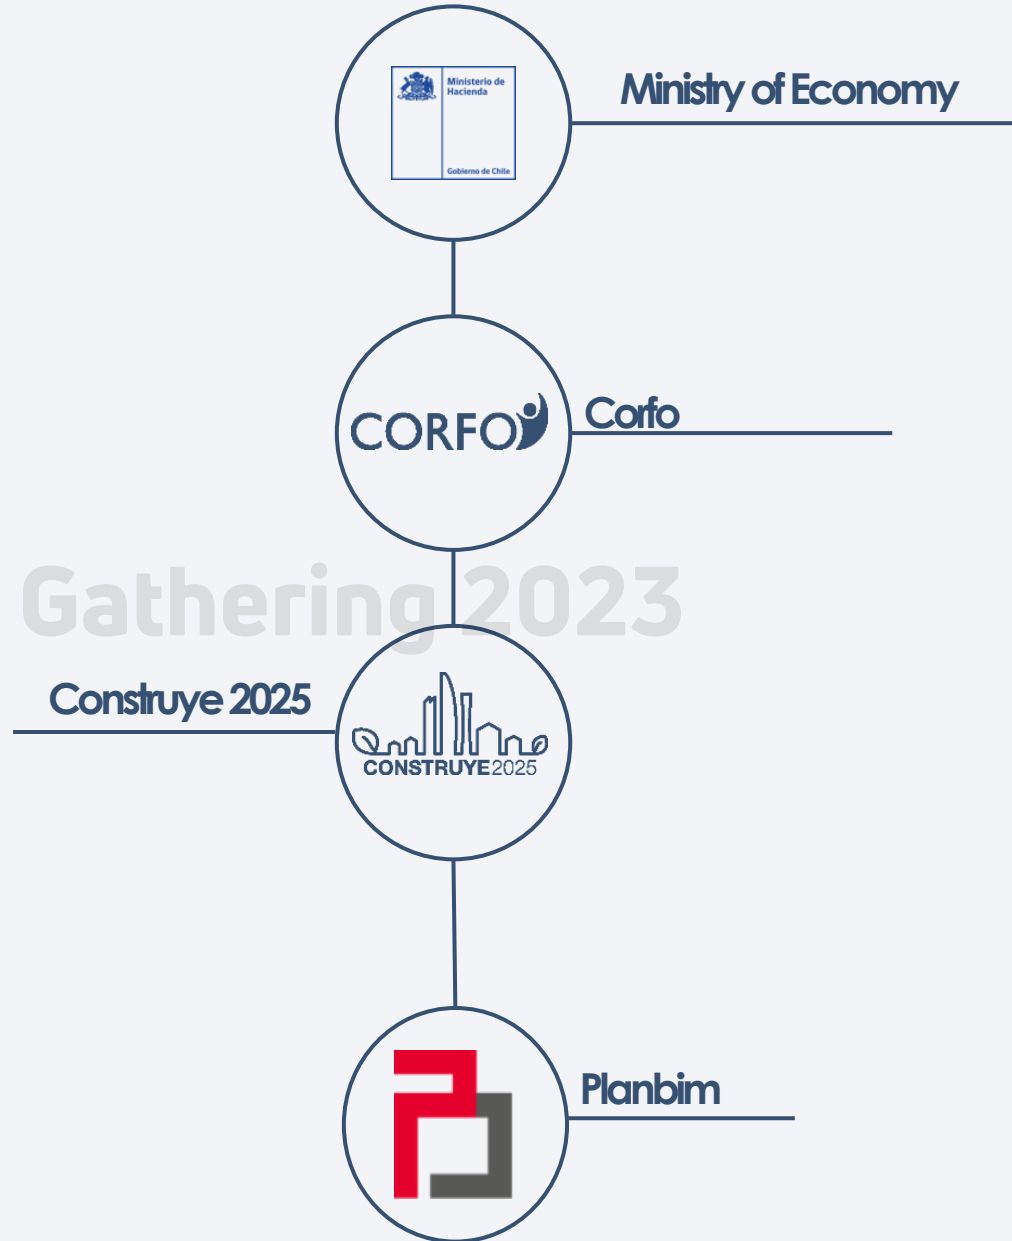 Ministerio de
Hacienda
Gobierno de Chile
Ministry of Economy
CORFO
Corfo
Gathering 2023
Construye 2025
CONSTRUYE2025
Planbim